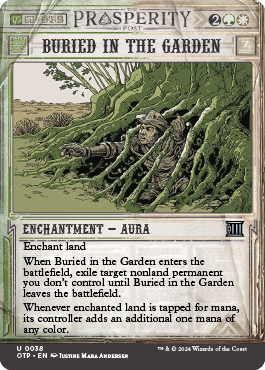 THE
PROSPERITY
POST
2
BURIED IN THE GARDEN
ENCHANTMENT – AURA
Enchant land
When Buried in the Garden enters the
battlefield, exile target nonland permanent
you don't control until Buried in the Garden
leaves the battlefield.
Whenever enchanted land is tapped for mana,
its controller adds an additional one mana of
any color.
U 0038
OTP • EN JUSTINE MARA ANDERSEN
™ & © 2024 Wizards of the Coast